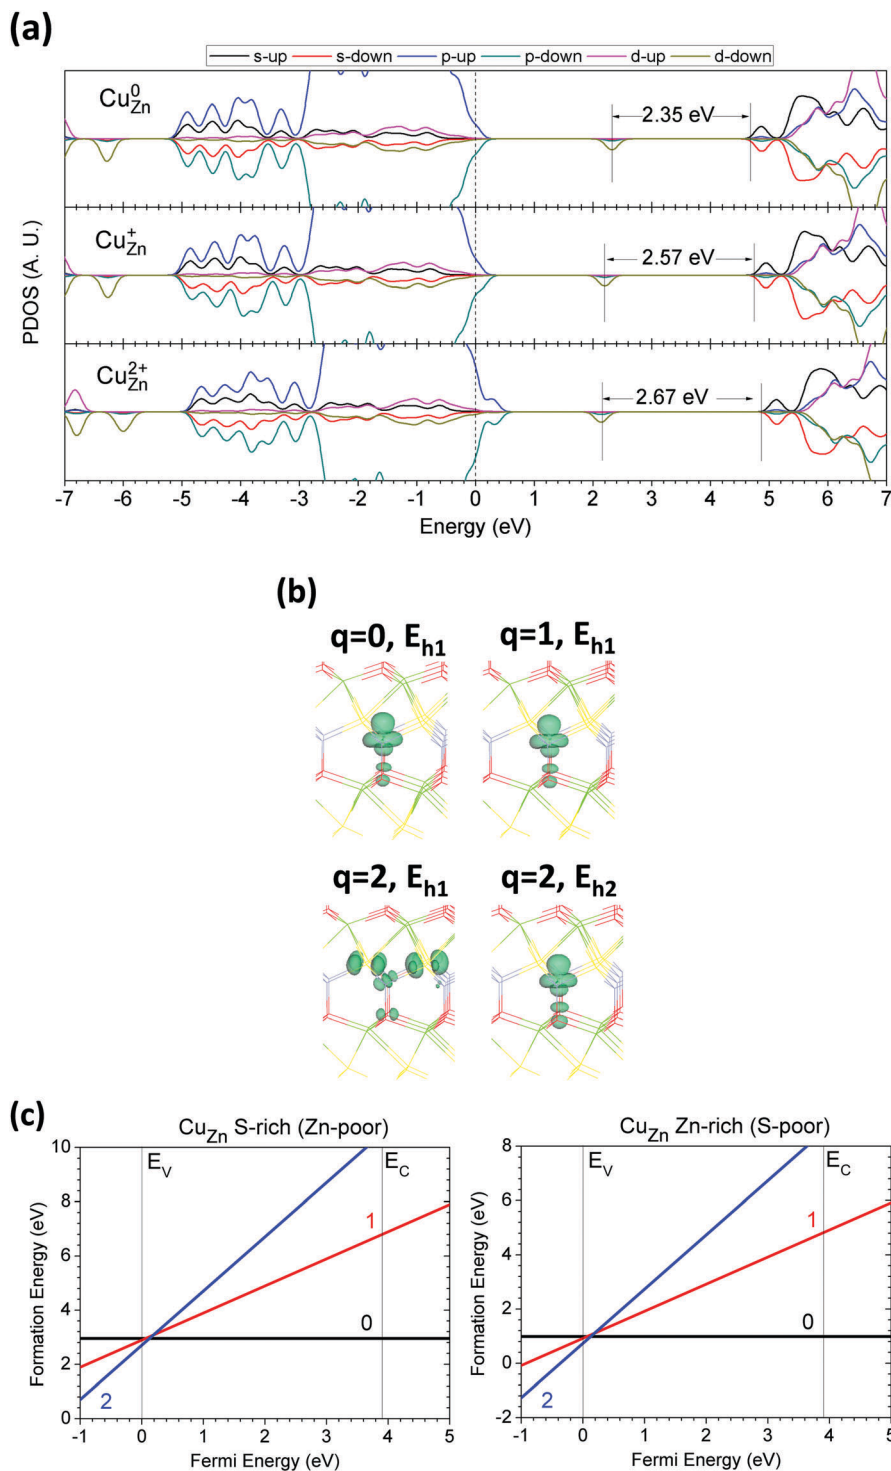 (a)
s-up s-down p-up p-down d-up d-down
Cu⁰Zn
2.35 eV
Cu⁺Zn
2.57 eV
Cu²⁺Zn
2.67 eV
PDOS (A. U.)
-7 -6 -5 -4 -3 -2 -1 0 1 2 3 4 5 6 7
Energy (eV)
(b)
q=0, Eh1 q=1, Eh1
q=2, Eh1 q=2, Eh2
(c)
CuZn S-rich (Zn-poor)
Formation Energy (eV)
10
8
6
4
2
0
EV
EC
1
0
2
-1 0 1 2 3 4 5
Fermi Energy (eV)
CuZn Zn-rich (S-poor)
Formation Energy (eV)
8
6
4
2
0
-2
EV
EC
1
0
2
-1 0 1 2 3 4 5
Fermi Energy (eV)